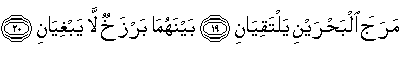 مَرَجَ ٱلْبَحْرَيْنِ يَلْتَقِيَانِ ۝١٩ بَيْنَهُمَا بَرْزَخٌ لَّا يَبْغِيَانِ ۝٢٠